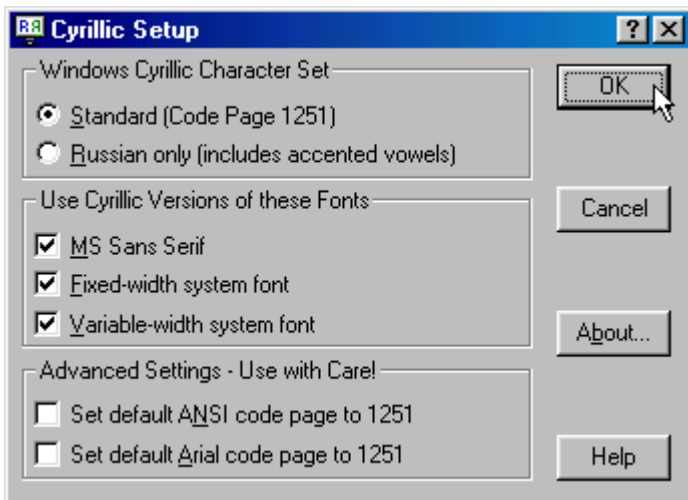 Cyrillic Setup
Windows Cyrillic Character Set
Standard (Code Page 1251)
Russian only (includes accented vowels)
OK
Use Cyrillic Versions of these Fonts
MS Sans Serif
Fixed-width system font
Variable-width system font
Cancel
About...
Advanced Settings - Use with Care!
Set default ANSI code page to 1251
Set default Arial code page to 1251
Help